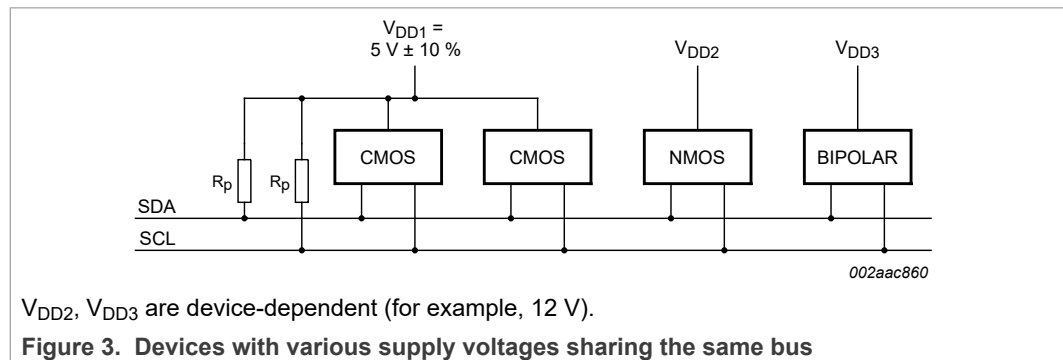 VDD1 =
5 V ± 10 %
VDD2
VDD3
CMOS
CMOS
NMOS
BIPOLAR
Rp
Rp
SDA
SCL
002aac860
VDD2, VDD3 are device-dependent (for example, 12 V).
Figure 3. Devices with various supply voltages sharing the same bus